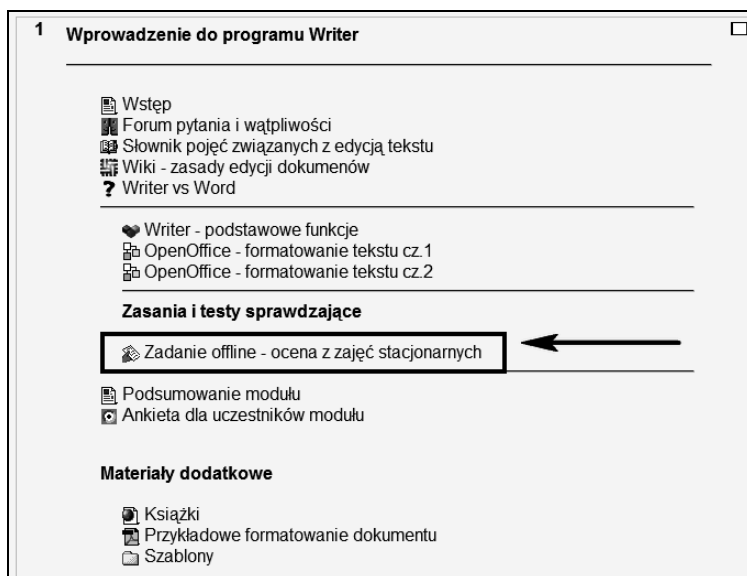 1 Wprowadzenie do programu Writer
Wstęp
Forum pytania i wątpliwości
Słownik pojęć związanych z edycją tekstu
Wiki - zasady edycji dokumenów
Writer vs Word
Writer - podstawowe funkcje
OpenOffice - formatowanie tekstu cz.1
OpenOffice - formatowanie tekstu cz.2
Zasania i testy sprawdzające
Zadanie offline - ocena z zajęć stacjonarnych
Podsumowanie modułu
Ankieta dla uczestników modułu
Materiały dodatkowe
Książki
Przykładowe formatowanie dokumentu
Szablony